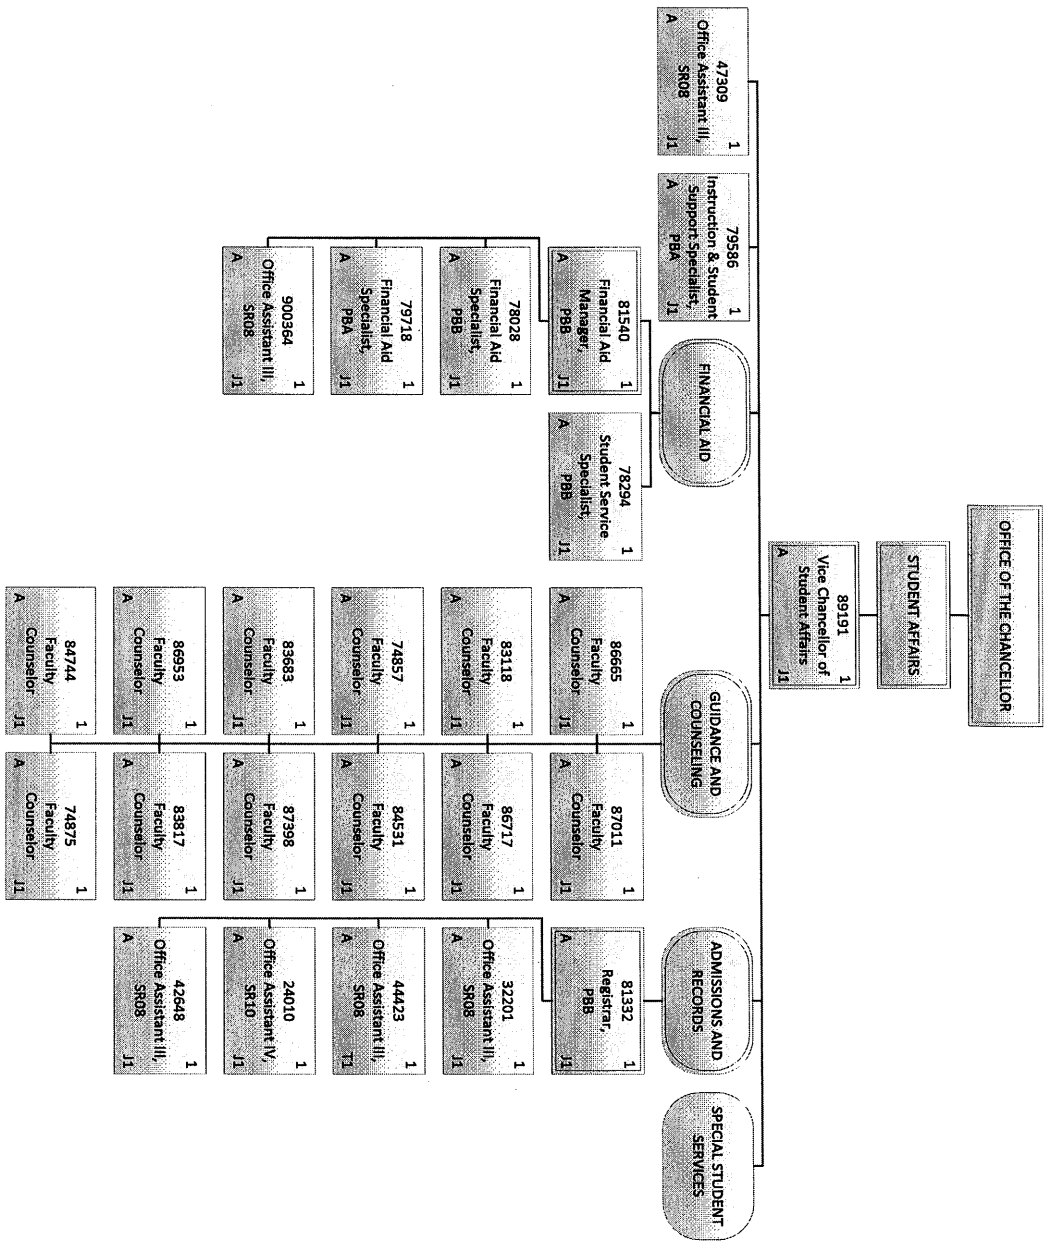 OFFICE OF THE CHANCELLOR
STUDENT AFFAIRS
89191 1
Vice Chancellor of
Student Affairs
A J1
47309 1
Office Assistant III,
SR08
A J1
79586 1
Instruction & Student
Support Specialist,
PBA
A J1
FINANCIAL AID
81540 1
Financial Aid
Manager,
PBB
A J1
78028 1
Financial Aid
Specialist,
PBB
A J1
79718 1
Financial Aid
Specialist,
PBA
A J1
900364 1
Office Assistant III,
SR08
A J1
78294 1
Student Service
Specialist,
PBB
A J1
GUIDANCE AND
COUNSELING
86665 1
Faculty
Counselor
A J1
87011 1
Faculty
Counselor
A J1
83118 1
Faculty
Counselor
A J1
86717 1
Faculty
Counselor
A J1
74857 1
Faculty
Counselor
A J1
84531 1
Faculty
Counselor
A J1
83683 1
Faculty
Counselor
A J1
87398 1
Faculty
Counselor
A J1
86953 1
Faculty
Counselor
A J1
83817 1
Faculty
Counselor
A J1
84744 1
Faculty
Counselor
A J1
74875 1
Faculty
Counselor
A J1
ADMISSIONS AND
RECORDS
81332 1
Registrar,
PBB
A J1
32201 1
Office Assistant III,
SR08
A J1
44423 1
Office Assistant III,
SR08
A T1
24010 1
Office Assistant IV,
SR10
A J1
42648 1
Office Assistant III,
SR08
A J1
SPECIAL STUDENT
SERVICES